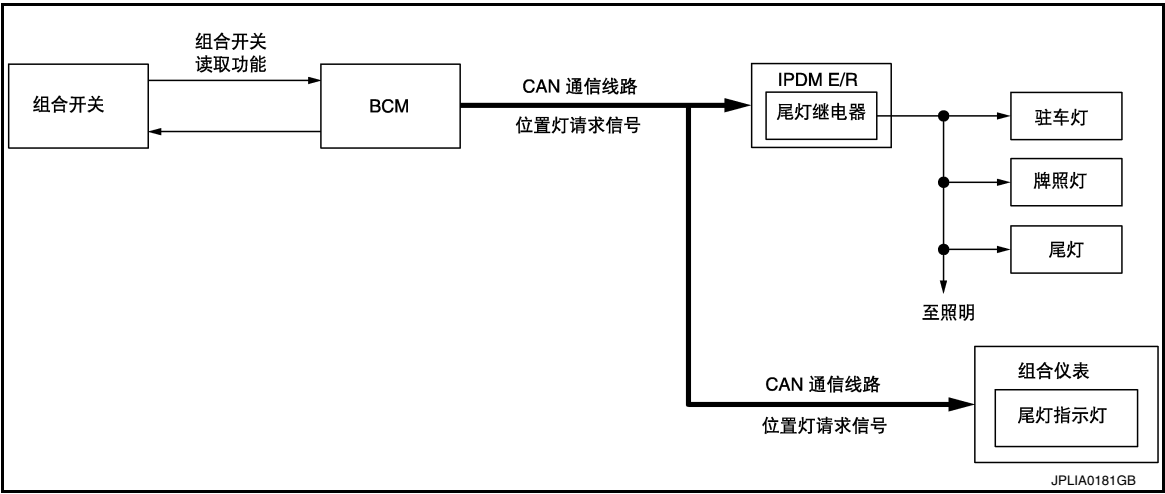 组合开关
读取功能
组合开关
BCM
CAN 通信线路
位置灯请求信号
IPDM E/R
尾灯继电器
驻车灯
牌照灯
尾灯
至照明
CAN 通信线路
位置灯请求信号
组合仪表
尾灯指示灯
JPLIA0181GB